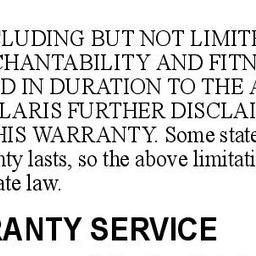 LUDING BUT NOT LIMITE
CHANTABILITY AND FITN
D IN DURATION TO THE A
LARIS FURTHER DISCLAI
HIS WARRANTY. Some state
nty lasts, so the above limitati
ate law.
RANTY SERVICE